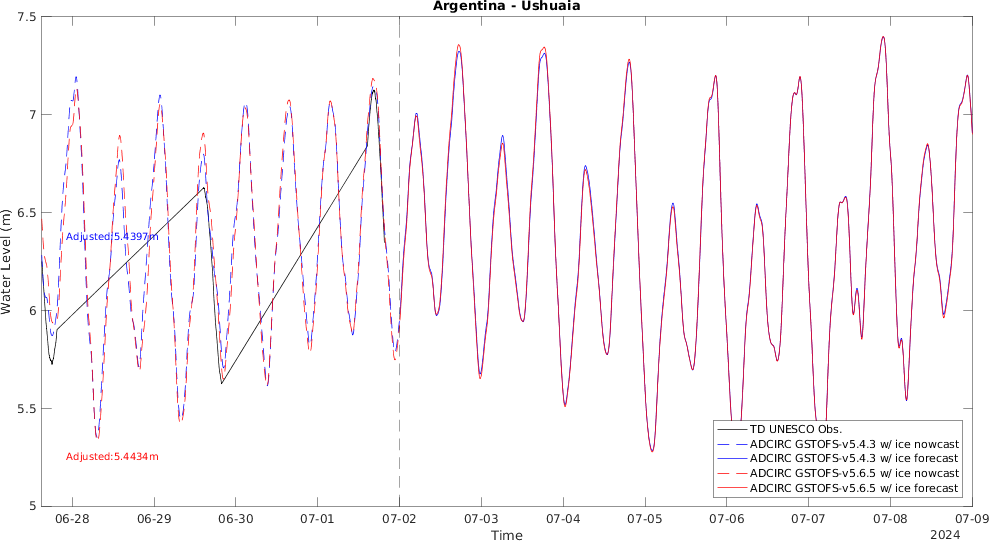 Argentina - Ushuaia
7.5
7
6.5
6
5.5
5
Water Level (m)
Adjusted:5.4397m
Adjusted:5.4434m
TD UNESCO Obs.
ADCIRC GSTOFS-v5.4.3 w/ ice nowcast
ADCIRC GSTOFS-v5.4.3 w/ ice forecast
ADCIRC GSTOFS-v5.6.5 w/ ice nowcast
ADCIRC GSTOFS-v5.6.5 w/ ice forecast
06-28 06-29 06-30 07-01 07-02 07-03 07-04 07-05 07-06 07-07 07-08 07-09
Time
2024